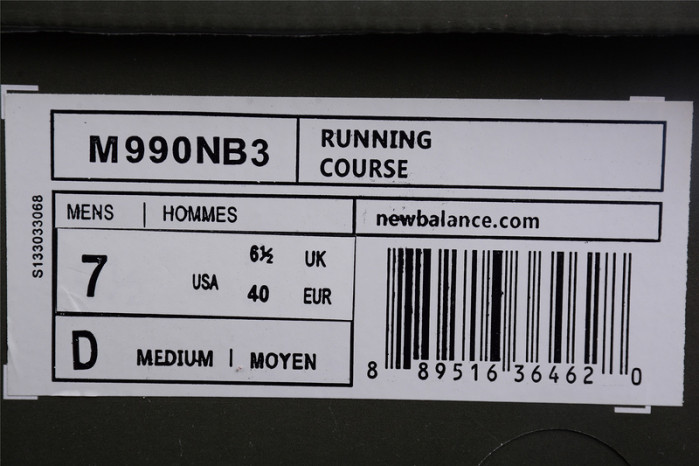 M990NB3
RUNNING
COURSE
S133033068
MENS | HOMMES
newbalance.com
7 USA 6½ UK
40 EUR
D MEDIUM | MOYEN
8 89516 36462 0